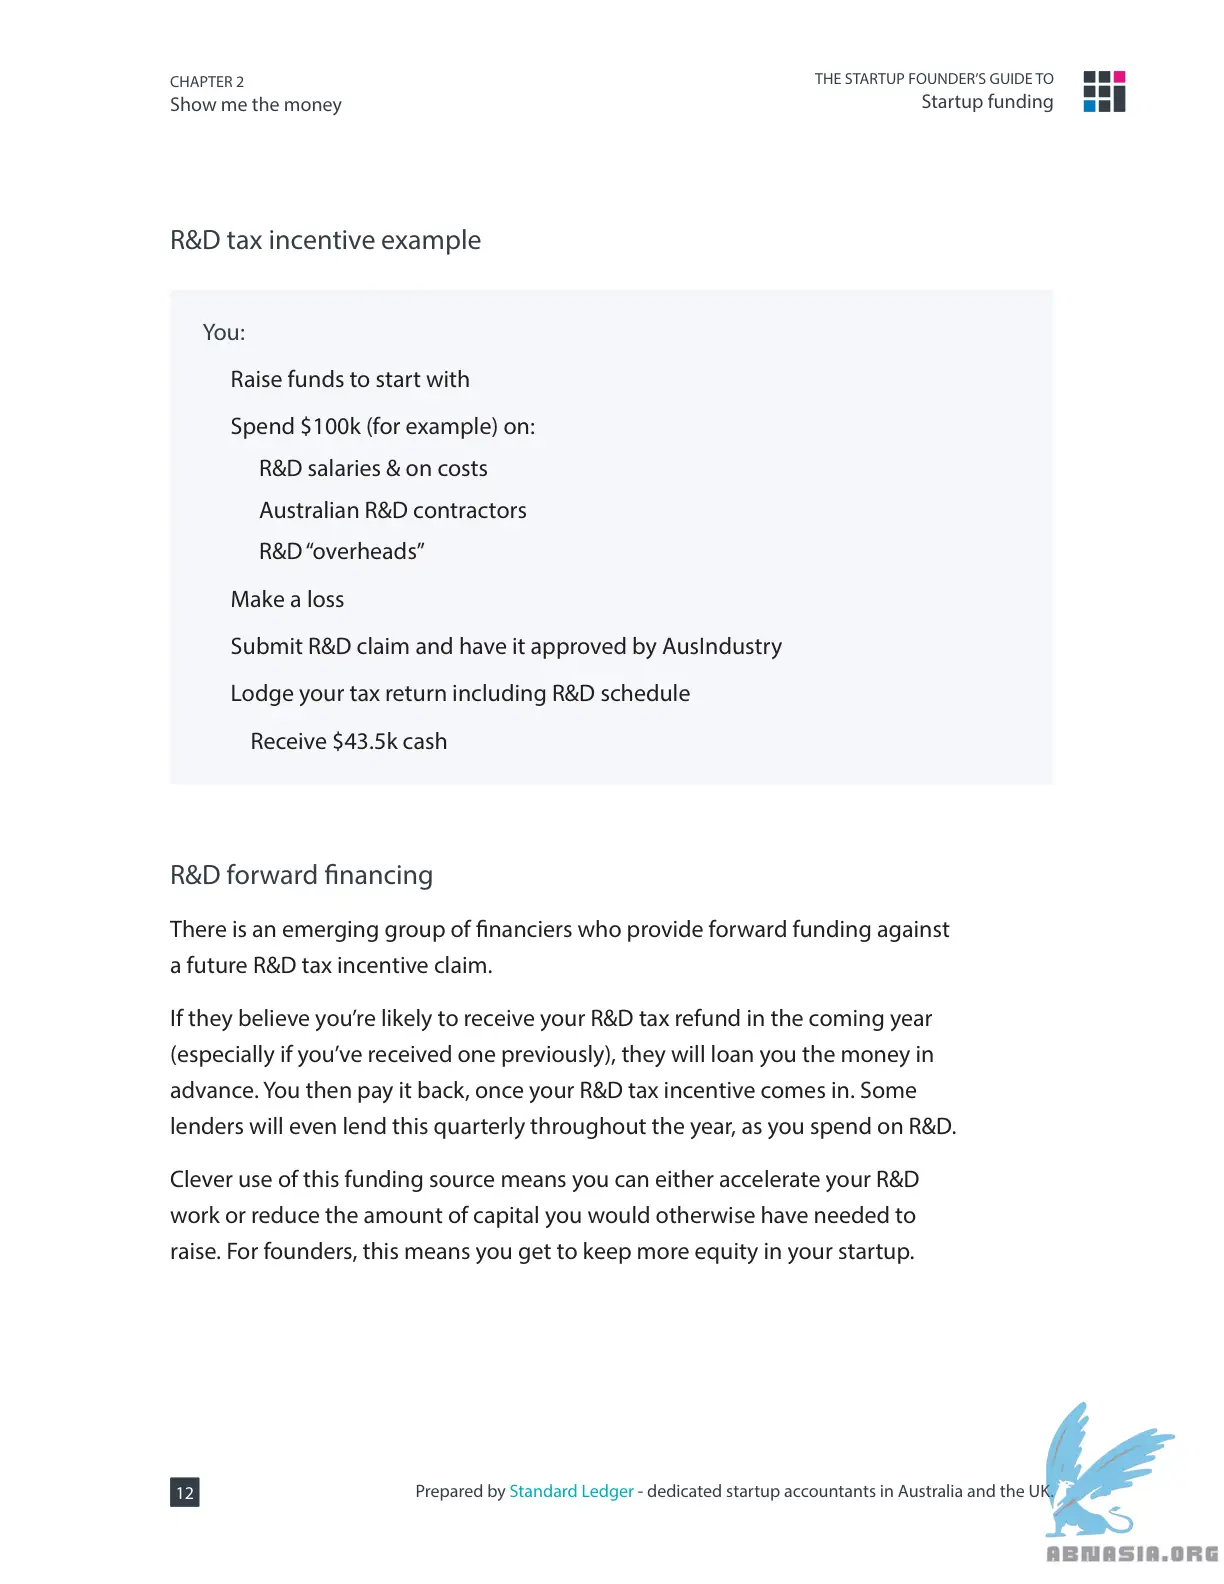 CHAPTER 2
Show me the money
THE STARTUP FOUNDER’S GUIDE TO
Startup funding
R&D tax incentive example
You:
Raise funds to start with
Spend $100k (for example) on:
R&D salaries & on costs
Australian R&D contractors
R&D “overheads”
Make a loss
Submit R&D claim and have it approved by AusIndustry
Lodge your tax return including R&D schedule
Receive $43.5k cash
R&D forward financing
There is an emerging group of financiers who provide forward funding against
a future R&D tax incentive claim.
If they believe you’re likely to receive your R&D tax refund in the coming year
(especially if you’ve received one previously), they will loan you the money in
advance. You then pay it back, once your R&D tax incentive comes in. Some
lenders will even lend this quarterly throughout the year, as you spend on R&D.
Clever use of this funding source means you can either accelerate your R&D
work or reduce the amount of capital you would otherwise have needed to
raise. For founders, this means you get to keep more equity in your startup.
12
Prepared by Standard Ledger - dedicated startup accountants in Australia and the UK.
ABNASIA.ORG